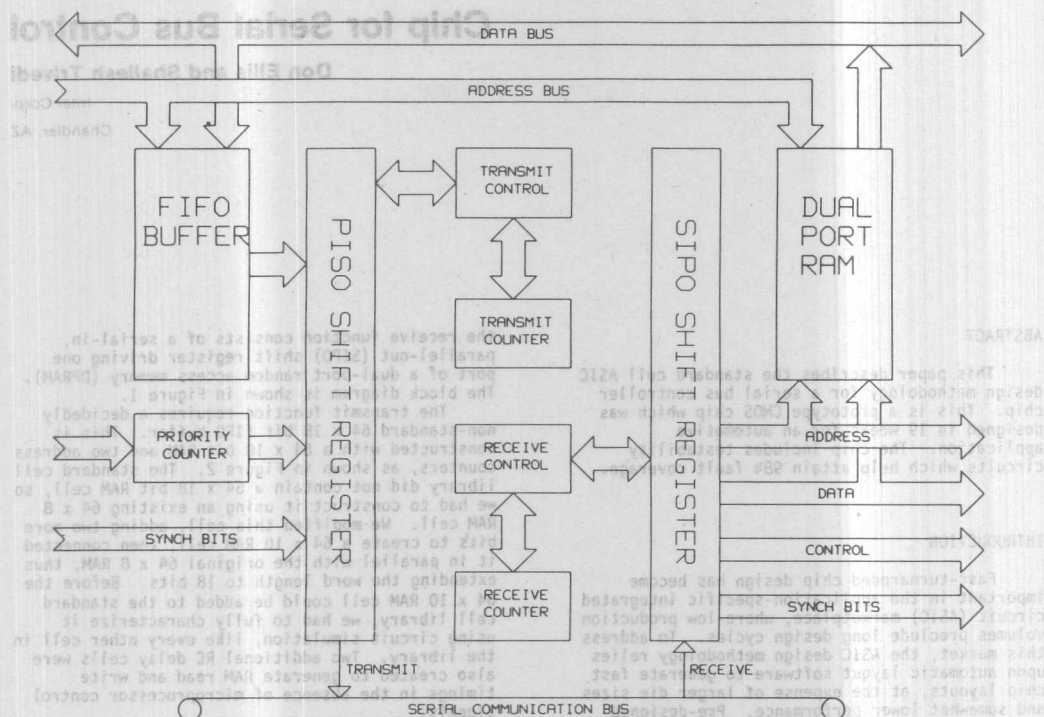 Chip for Serial Bus Control
Don Ellis and Shailesh Trivedi
Intel Corp
Chandler, AZ
DATA BUS
ADDRESS BUS
FIFO
BUFFER
PISO SHIFT REGISTER
TRANSMIT
CONTROL
TRANSMIT
COUNTER
SIPO SHIFT REGISTER
DUAL
PORT
RAM
PRIORITY
COUNTER
SYNCH BITS
RECEIVE
CONTROL
RECEIVE
COUNTER
ADDRESS
DATA
CONTROL
SYNCH BITS
TRANSMIT
RECEIVE
SERIAL COMMUNICATION BUS
ABSTRACT
This paper describes the standard cell ASIC
design methodology for a serial bus controller
chip. This is a prototype CMOS chip which was
designed in 19 weeks for an automotive
application. The chip includes testability
circuits which help attain 98% fault coverage.
INTRODUCTION
Fast-turnaround chip design has become
important in the application-specific integrated
circuit (ASIC) marketplace, where low production
volumes preclude long design cycles. To address
this market, the ASIC design methodology relies
upon automatic layout software to generate fast
chip layouts, at the expense of larger die sizes
and somewhat lower performance. Pre-designed
the receive function consists of a serial-in,
parallel-out (SIPO) shift register driving one
port of a dual-port random access memory (DPRAM).
The block diagram is shown in Figure 1.
The transmit function requires a decidedly
non-standard 64 x 18 bit FIFO buffer. This is
constructed with a 64 x 18 and two address
counters, as shown in Figure 2. The standard cell
library did not contain a 64 x 18 bit RAM cell, so
we had to construct it using an existing 64 x 8
RAM cell. We modified this cell, adding two more
bits to create a 64 x 10 RAM cell, then connected
it in parallel with the original 64 x 8 RAM, thus
extending the word length to 18 bits. Before the
64 x 10 RAM cell could be added to the standard
cell library, we had to fully characterize it
using circuit simulation, like every other cell in
the library. Two additional RC delay cells were
also created to generate RAM read and write
timings in the absence of microprocessor control